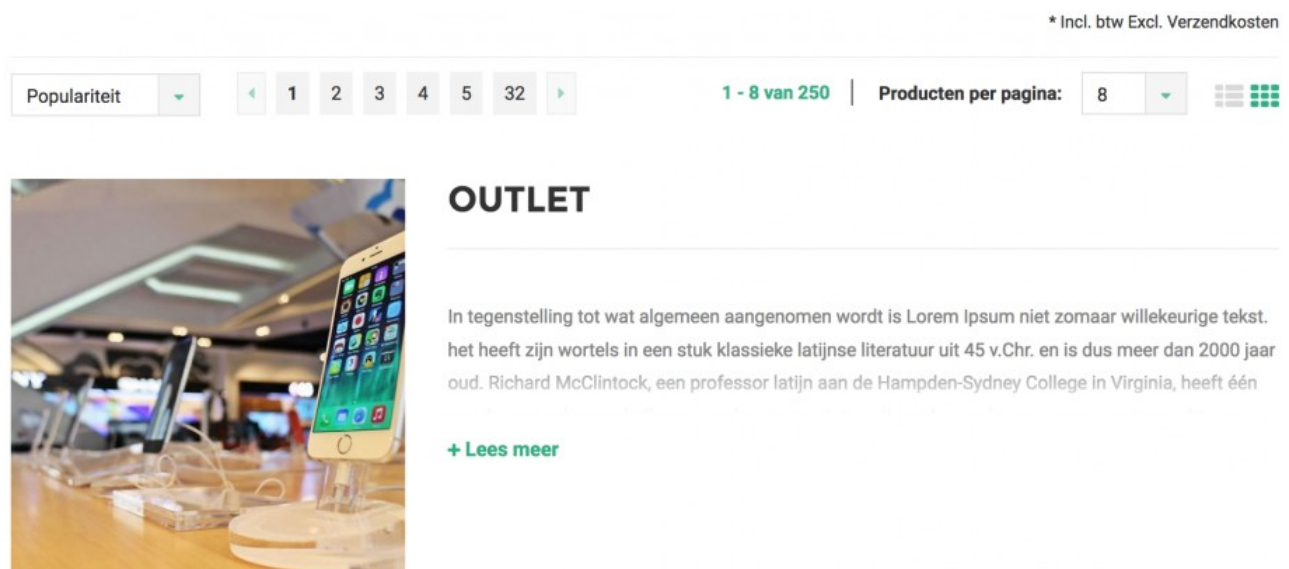 * Incl. btw Excl. Verzendkosten
Populariteit 1 2 3 4 5 32 1 - 8 van 250 Producten per pagina: 8
OUTLET
In tegenstelling tot wat algemeen aangenomen wordt is Lorem Ipsum niet zomaar willekeurige tekst.
het heeft zijn wortels in een stuk klassieke latijnse literatuur uit 45 v.Chr. en is dus meer dan 2000 jaar
oud. Richard McClintock, een professor latijn aan de Hampden-Sydney College in Virginia, heeft één
+ Lees meer